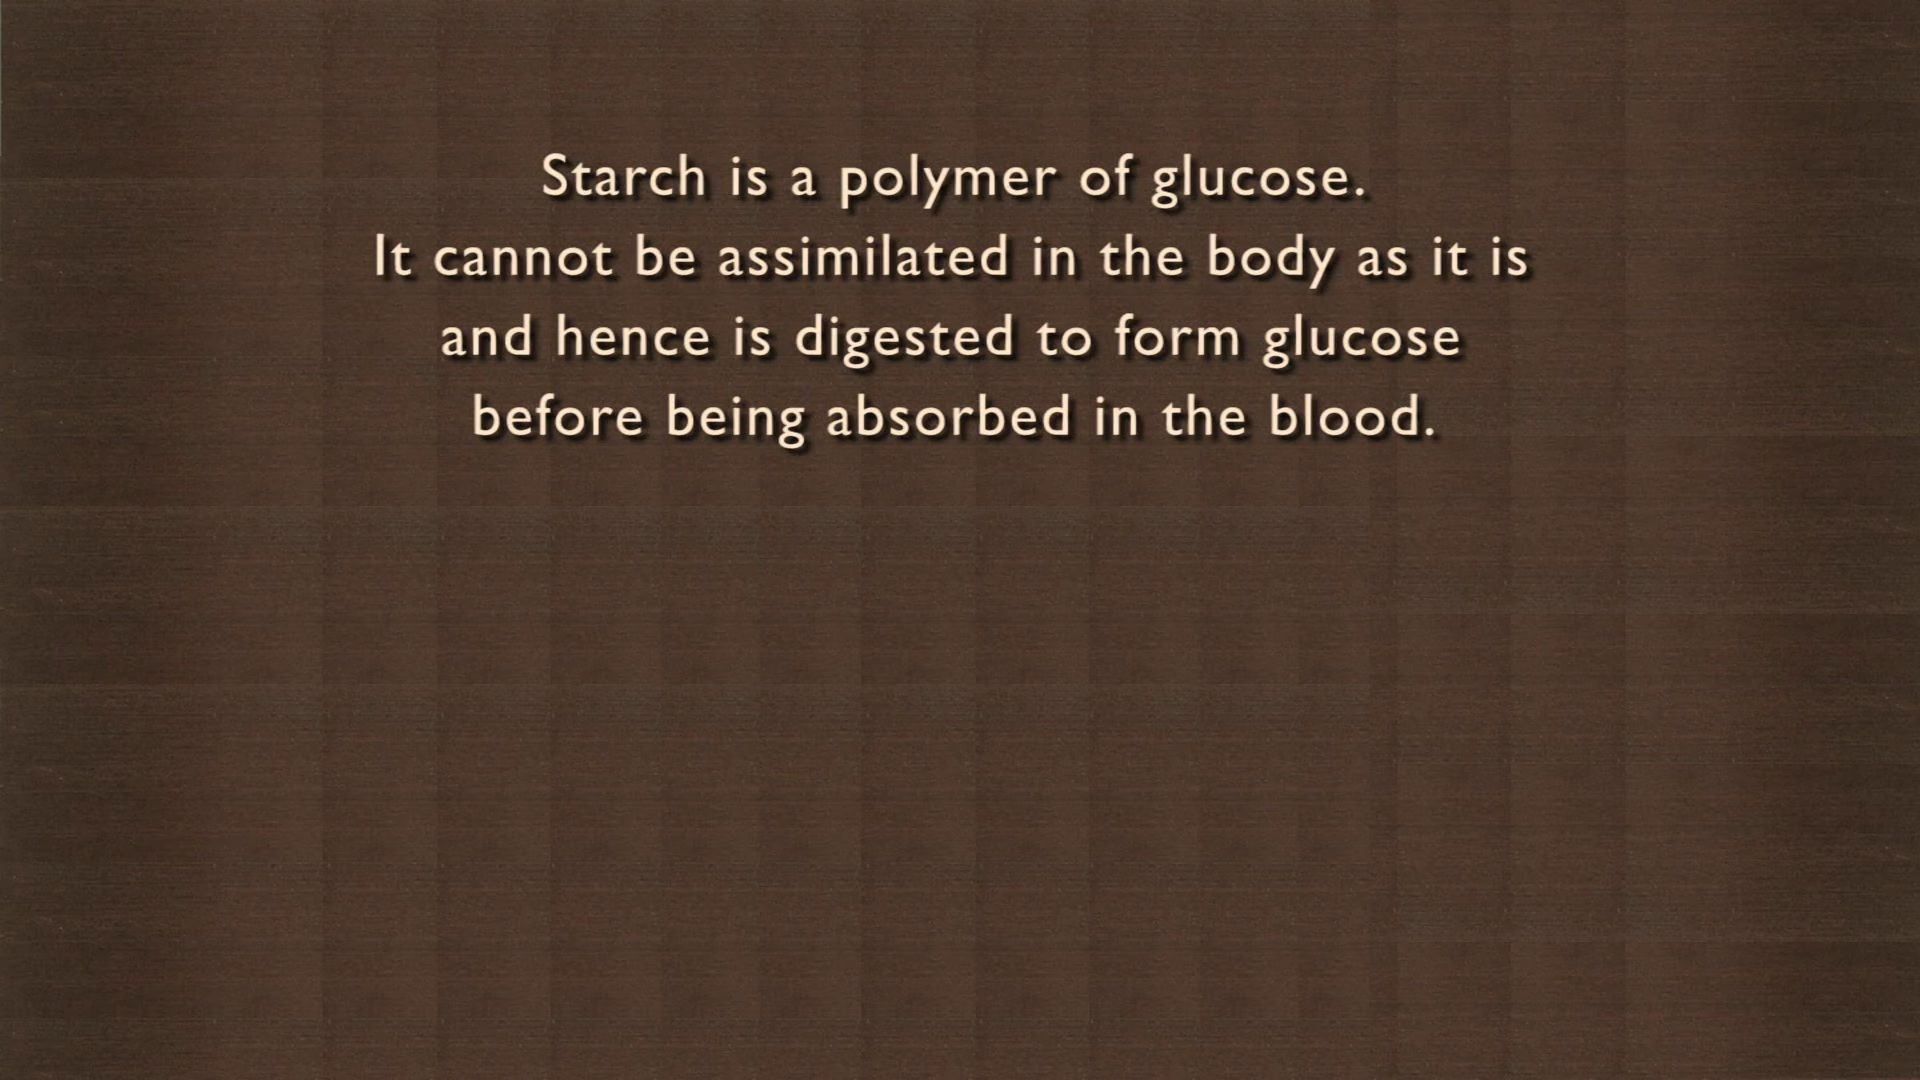 Starch is a polymer of glucose.
It cannot be assimilated in the body as it is
and hence is digested to form glucose
before being absorbed in the blood.